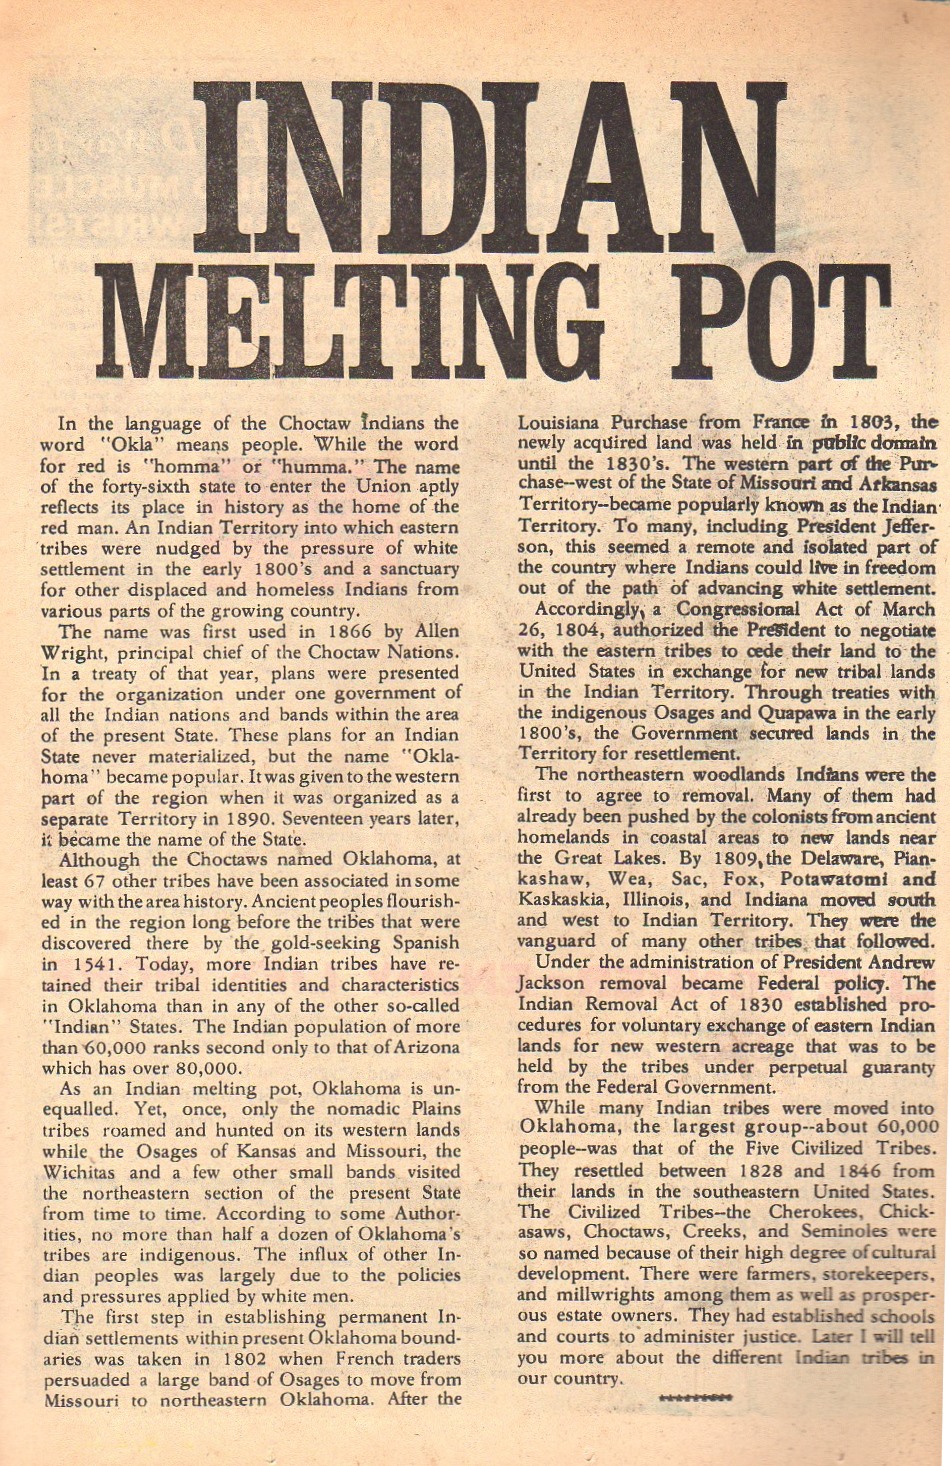 INDIAN
MELTING POT
In the language of the Choctaw Indians the
word "Okla" means people. While the word
for red is "homma" or "humma." The name
of the forty-sixth state to enter the Union aptly
reflects its place in history as the home of the
red man. An Indian Territory into which eastern
tribes were nudged by the pressure of white
settlement in the early 1800's and a sanctuary
for other displaced and homeless Indians from
various parts of the growing country.
The name was first used in 1866 by Allen
Wright, principal chief of the Choctaw Nations.
In a treaty of that year, plans were presented
for the organization under one government of
all the Indian nations and bands within the area
of the present State. These plans for an Indian
State never materialized, but the name "Okla-
homa" became popular. It was given to the western
part of the region when it was organized as a
separate Territory in 1890. Seventeen years later,
it became the name of the State.
Although the Choctaws named Oklahoma, at
least 67 other tribes have been associated in some
way with the area history. Ancient peoples flourish-
ed in the region long before the tribes that were
discovered there by the gold-seeking Spanish
in 1541. Today, more Indian tribes have re-
tained their tribal identities and characteristics
in Oklahoma than in any of the other so-called
"Indian" States. The Indian population of more
than 60,000 ranks second only to that of Arizona
which has over 80,000.
As an Indian melting pot, Oklahoma is un-
equalled. Yet, once, only the nomadic Plains
tribes roamed and hunted on its western lands
while the Osages of Kansas and Missouri, the
Wichitas and a few other small bands visited
the northeastern section of the present State
from time to time. According to some Author-
ities, no more than half a dozen of Oklahoma's
tribes are indigenous. The influx of other In-
dian peoples was largely due to the policies
and pressures applied by white men.
The first step in establishing permanent In-
dian settlements within present Oklahoma bound-
aries was taken in 1802 when French traders
persuaded a large band of Osages to move from
Missouri to northeastern Oklahoma. After the
Louisiana Purchase from France in 1803, the
newly acquired land was held in public domain
until the 1830's. The western part of the Pur-
chase--west of the State of Missouri and Arkansas
Territory--became popularly known as the Indian
Territory. To many, including President Jeffer-
son, this seemed a remote and isolated part of
the country where Indians could live in freedom
out of the path of advancing white settlement.
Accordingly, a Congressional Act of March
26, 1804, authorized the President to negotiate
with the eastern tribes to cede their land to the
United States in exchange for new tribal lands
in the Indian Territory. Through treaties with
the indigenous Osages and Quapawa in the early
1800's, the Government secured lands in the
Territory for resettlement.
The northeastern woodlands Indians were the
first to agree to removal. Many of them had
already been pushed by the colonists from ancient
homelands in coastal areas to new lands near
the Great Lakes. By 1809, the Delaware, Pian-
kashaw, Wea, Sac, Fox, Potawatomi and
Kaskaskia, Illinois, and Indiana moved south
and west to Indian Territory. They were the
vanguard of many other tribes that followed.
Under the administration of President Andrew
Jackson removal became Federal policy. The
Indian Removal Act of 1830 established pro-
cedures for voluntary exchange of eastern Indian
lands for new western acreage that was to be
held by the tribes under perpetual guaranty
from the Federal Government.
While many Indian tribes were moved into
Oklahoma, the largest group--about 60,000
people--was that of the Five Civilized Tribes.
They resettled between 1828 and 1846 from
their lands in the southeastern United States.
The Civilized Tribes--the Cherokees, Chick-
asaws, Choctaws, Creeks, and Seminoles were
so named because of their high degree of cultural
development. There were farmers, storekeepers,
and millwrights among them as well as prosper-
ous estate owners. They had established schools
and courts to administer justice. Later I will tell
you more about the different Indian tribes in
our country.